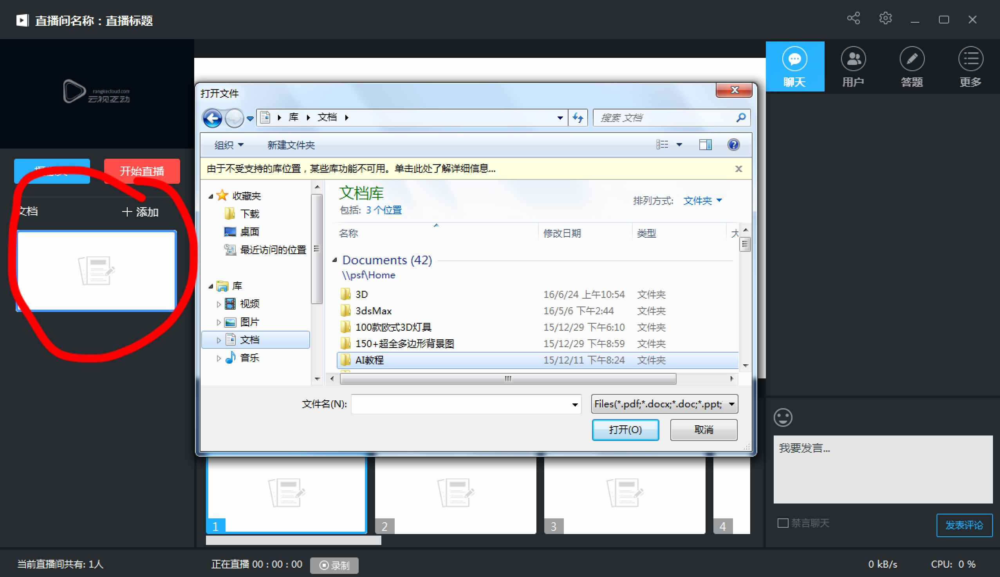 直播间名称：直播标题
聊天
用户
答题
更多
rongkecloud.com
云视互动
开始直播
文档
＋ 添加
打开文件
库
文档
搜索 文档
组织
新建文件夹
由于不受支持的库位置，某些库功能不可用。单击此处了解详细信息...
收藏夹
下载
桌面
最近访问的位置
库
视频
图片
文档
音乐
文档库
包括: 3 个位置
排列方式: 文件夹
名称 修改日期 类型 大
Documents (42)
\\psf\Home
3D 16/6/24 上午10:54 文件夹
3dsMax 16/5/6 下午2:44 文件夹
100款欧式3D灯具 15/12/29 下午6:10 文件夹
150+超全多边形背景图 15/12/29 下午8:59 文件夹
AI教程 15/12/11 下午8:24 文件夹
文件名(N):
Files(*.pdf;*.docx;*.doc;*.ppt;
打开(O)
取消
1
2
3
4
我要发言...
禁言聊天
发表评论
当前直播间共有: 1人
正在直播 00 : 00 : 00
录制
0 kB/s
CPU: 0 %